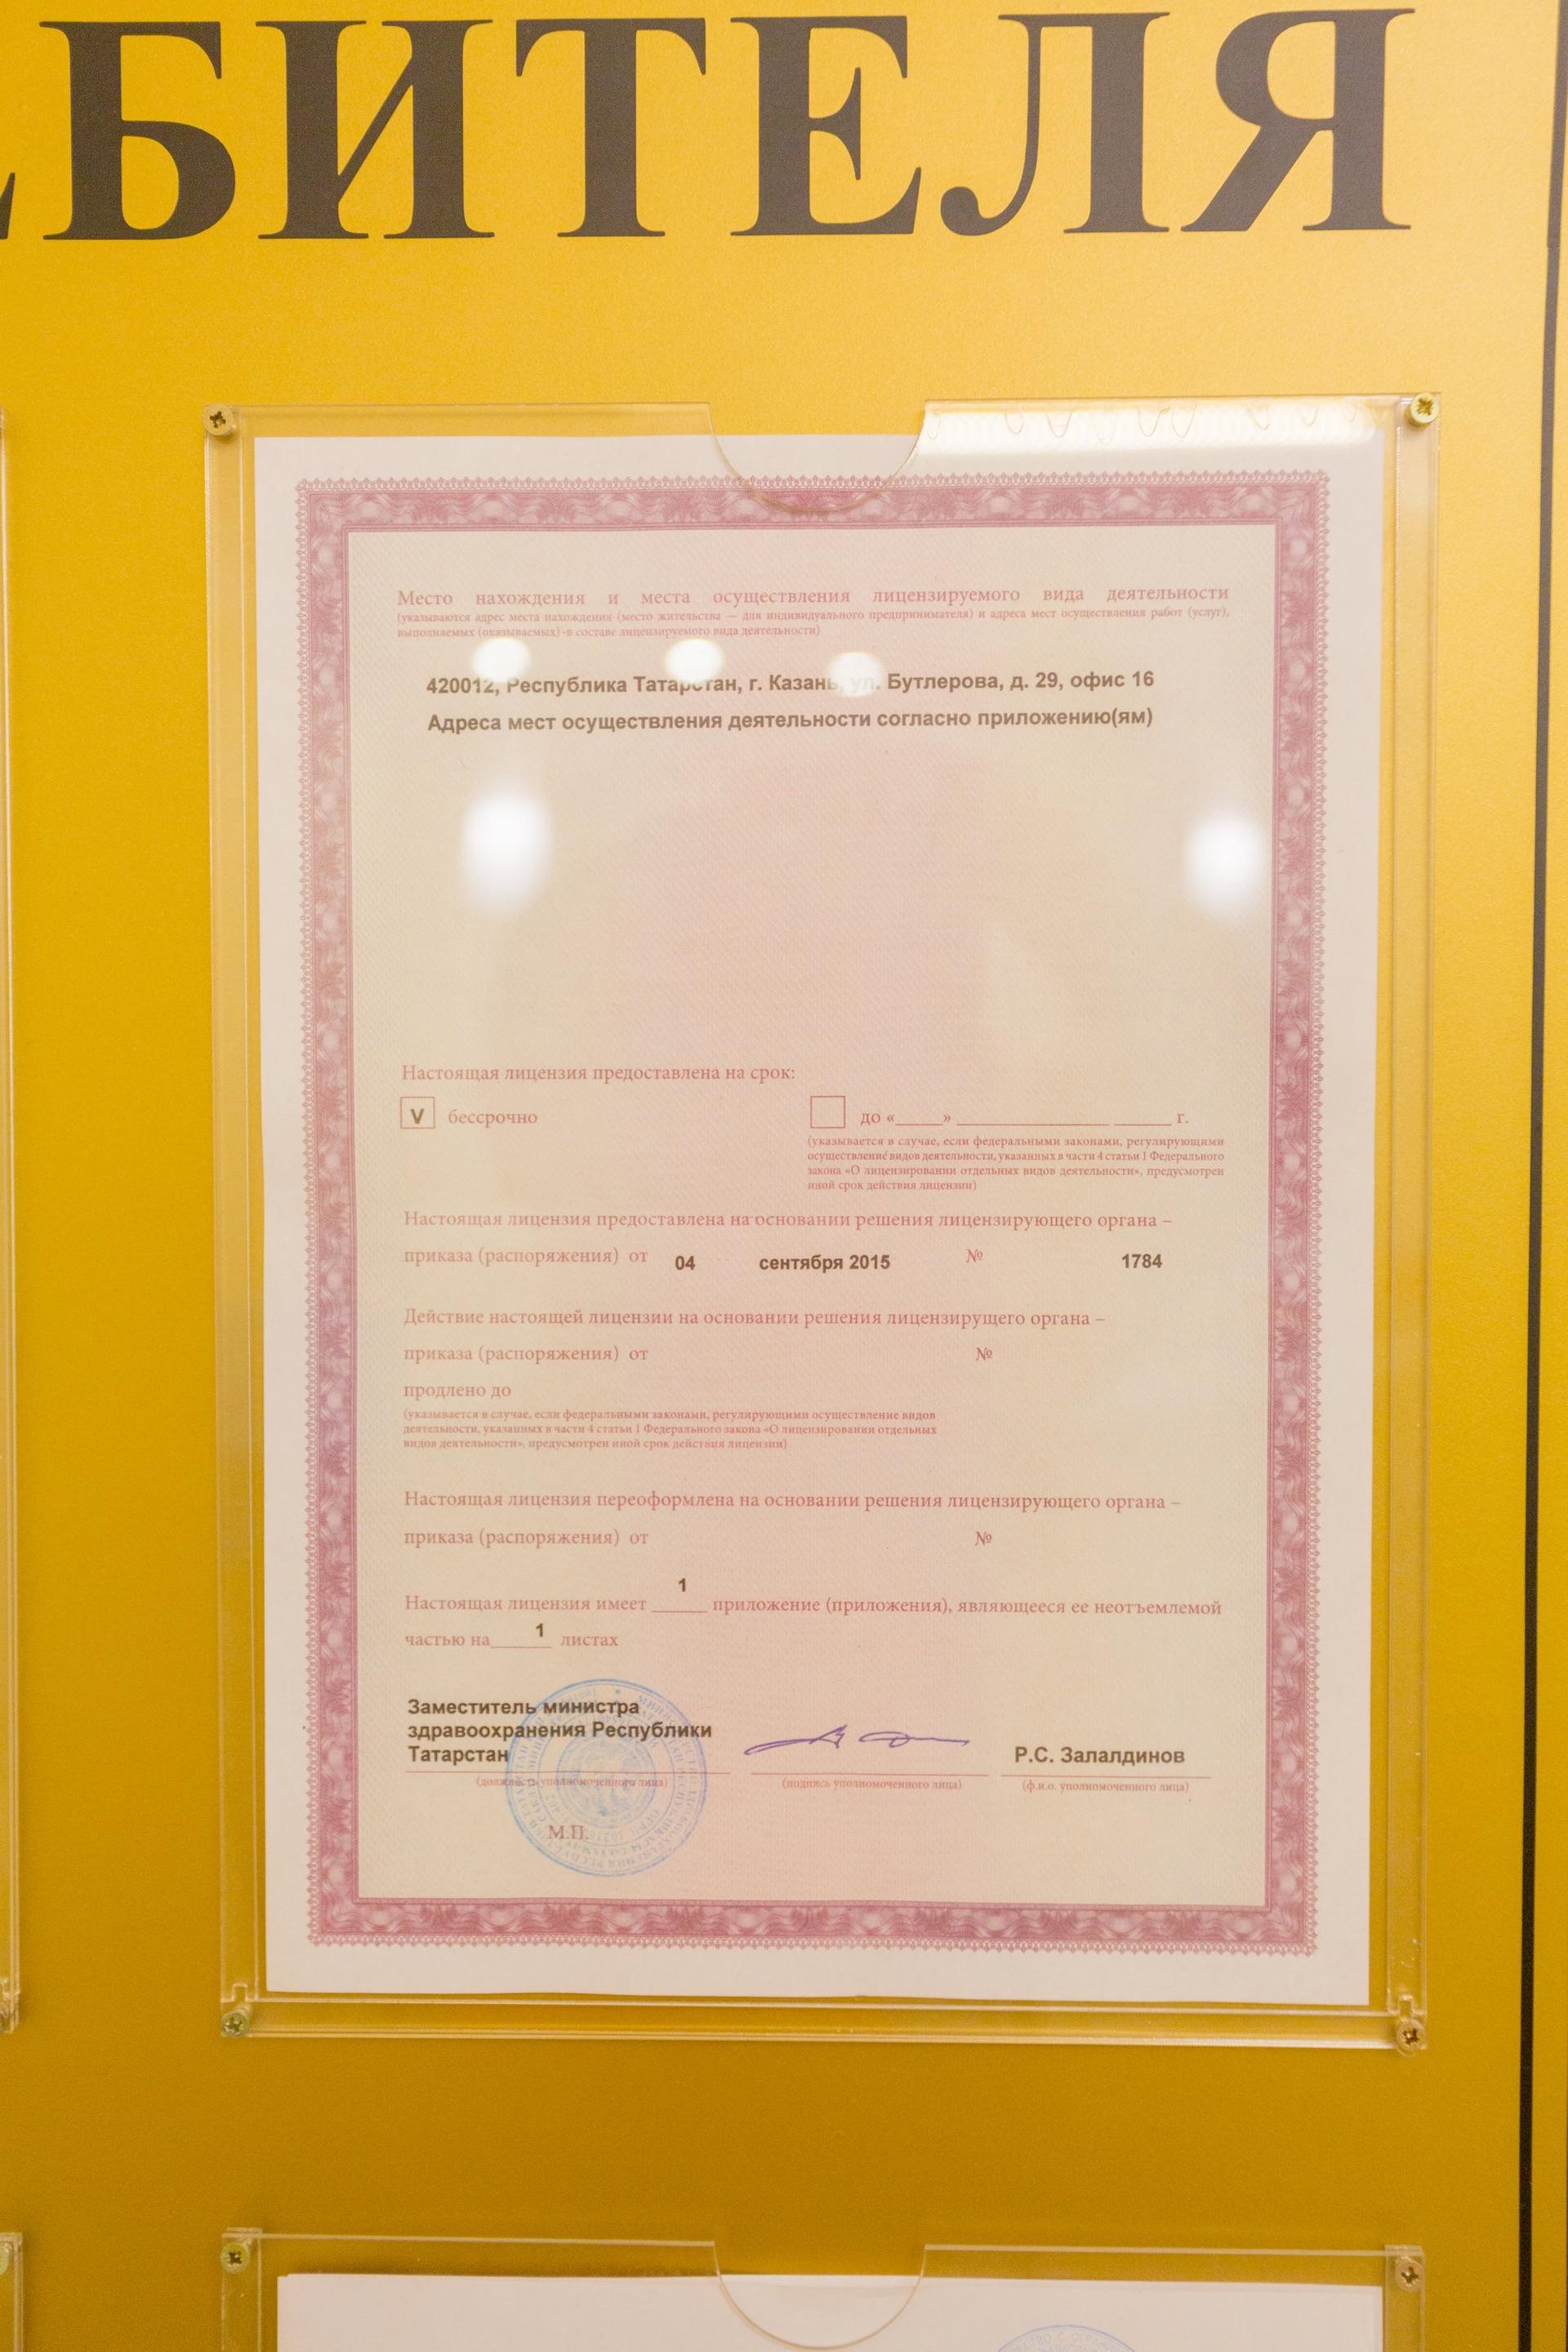 БИТЕЛЯ
Место нахождения и места осуществления лицензируемого вида деятельности
(указываются адрес места нахождения (место жительства — для индивидуального предпринимателя) и адреса мест осуществления работ (услуг),
выполняемых (оказываемых) в составе лицензируемого вида деятельности)
420012, Республика Татарстан, г. Казань, ул. Бутлерова, д. 29, офис 16
Адреса мест осуществления деятельности согласно приложению(ям)
Настоящая лицензия предоставлена на срок:
V бессрочно
до «____» ____________ _____ г.
(указывается в случае, если федеральными законами, регулирующими
осуществление видов деятельности, указанных в части 4 статьи 1 Федерального
закона «О лицензировании отдельных видов деятельности», предусмотрен
иной срок действия лицензии)
Настоящая лицензия предоставлена на основании решения лицензирующего органа –
приказа (распоряжения) от 04 сентября 2015 № 1784
Действие настоящей лицензии на основании решения лицензирущего органа –
приказа (распоряжения) от №
продлено до
(указывается в случае, если федеральными законами, регулирующими осуществление видов
деятельности, указанных в части 4 статьи 1 Федерального закона «О лицензировании отдельных
видов деятельности», предусмотрен иной срок действия лицензии)
Настоящая лицензия переоформлена на основании решения лицензирующего органа –
приказа (распоряжения) от №
Настоящая лицензия имеет 1 приложение (приложения), являющееся ее неотъемлемой
частью на 1 листах
Заместитель министра
здравоохранения Республики
Татарстан
Р.С. Залалдинов
(должность уполномоченного лица) (подпись уполномоченного лица) (ф.и.о. уполномоченного лица)
М.П.